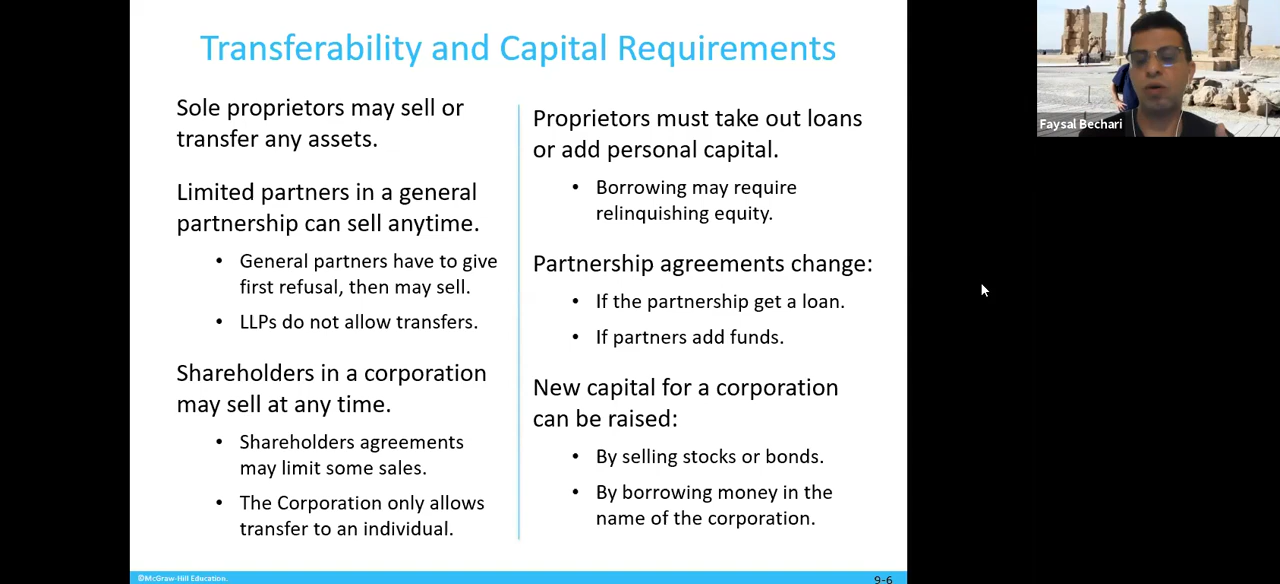 Transferability and Capital Requirements
Sole proprietors may sell or
transfer any assets.
Limited partners in a general
partnership can sell anytime.
• General partners have to give
first refusal, then may sell.
• LLPs do not allow transfers.
Shareholders in a corporation
may sell at any time.
• Shareholders agreements
may limit some sales.
• The Corporation only allows
transfer to an individual.
Proprietors must take out loans
or add personal capital.
• Borrowing may require
relinquishing equity.
Partnership agreements change:
• If the partnership get a loan.
• If partners add funds.
New capital for a corporation
can be raised:
• By selling stocks or bonds.
• By borrowing money in the
name of the corporation.
©McGraw-Hill Education.
9-6
Faysal Bechari